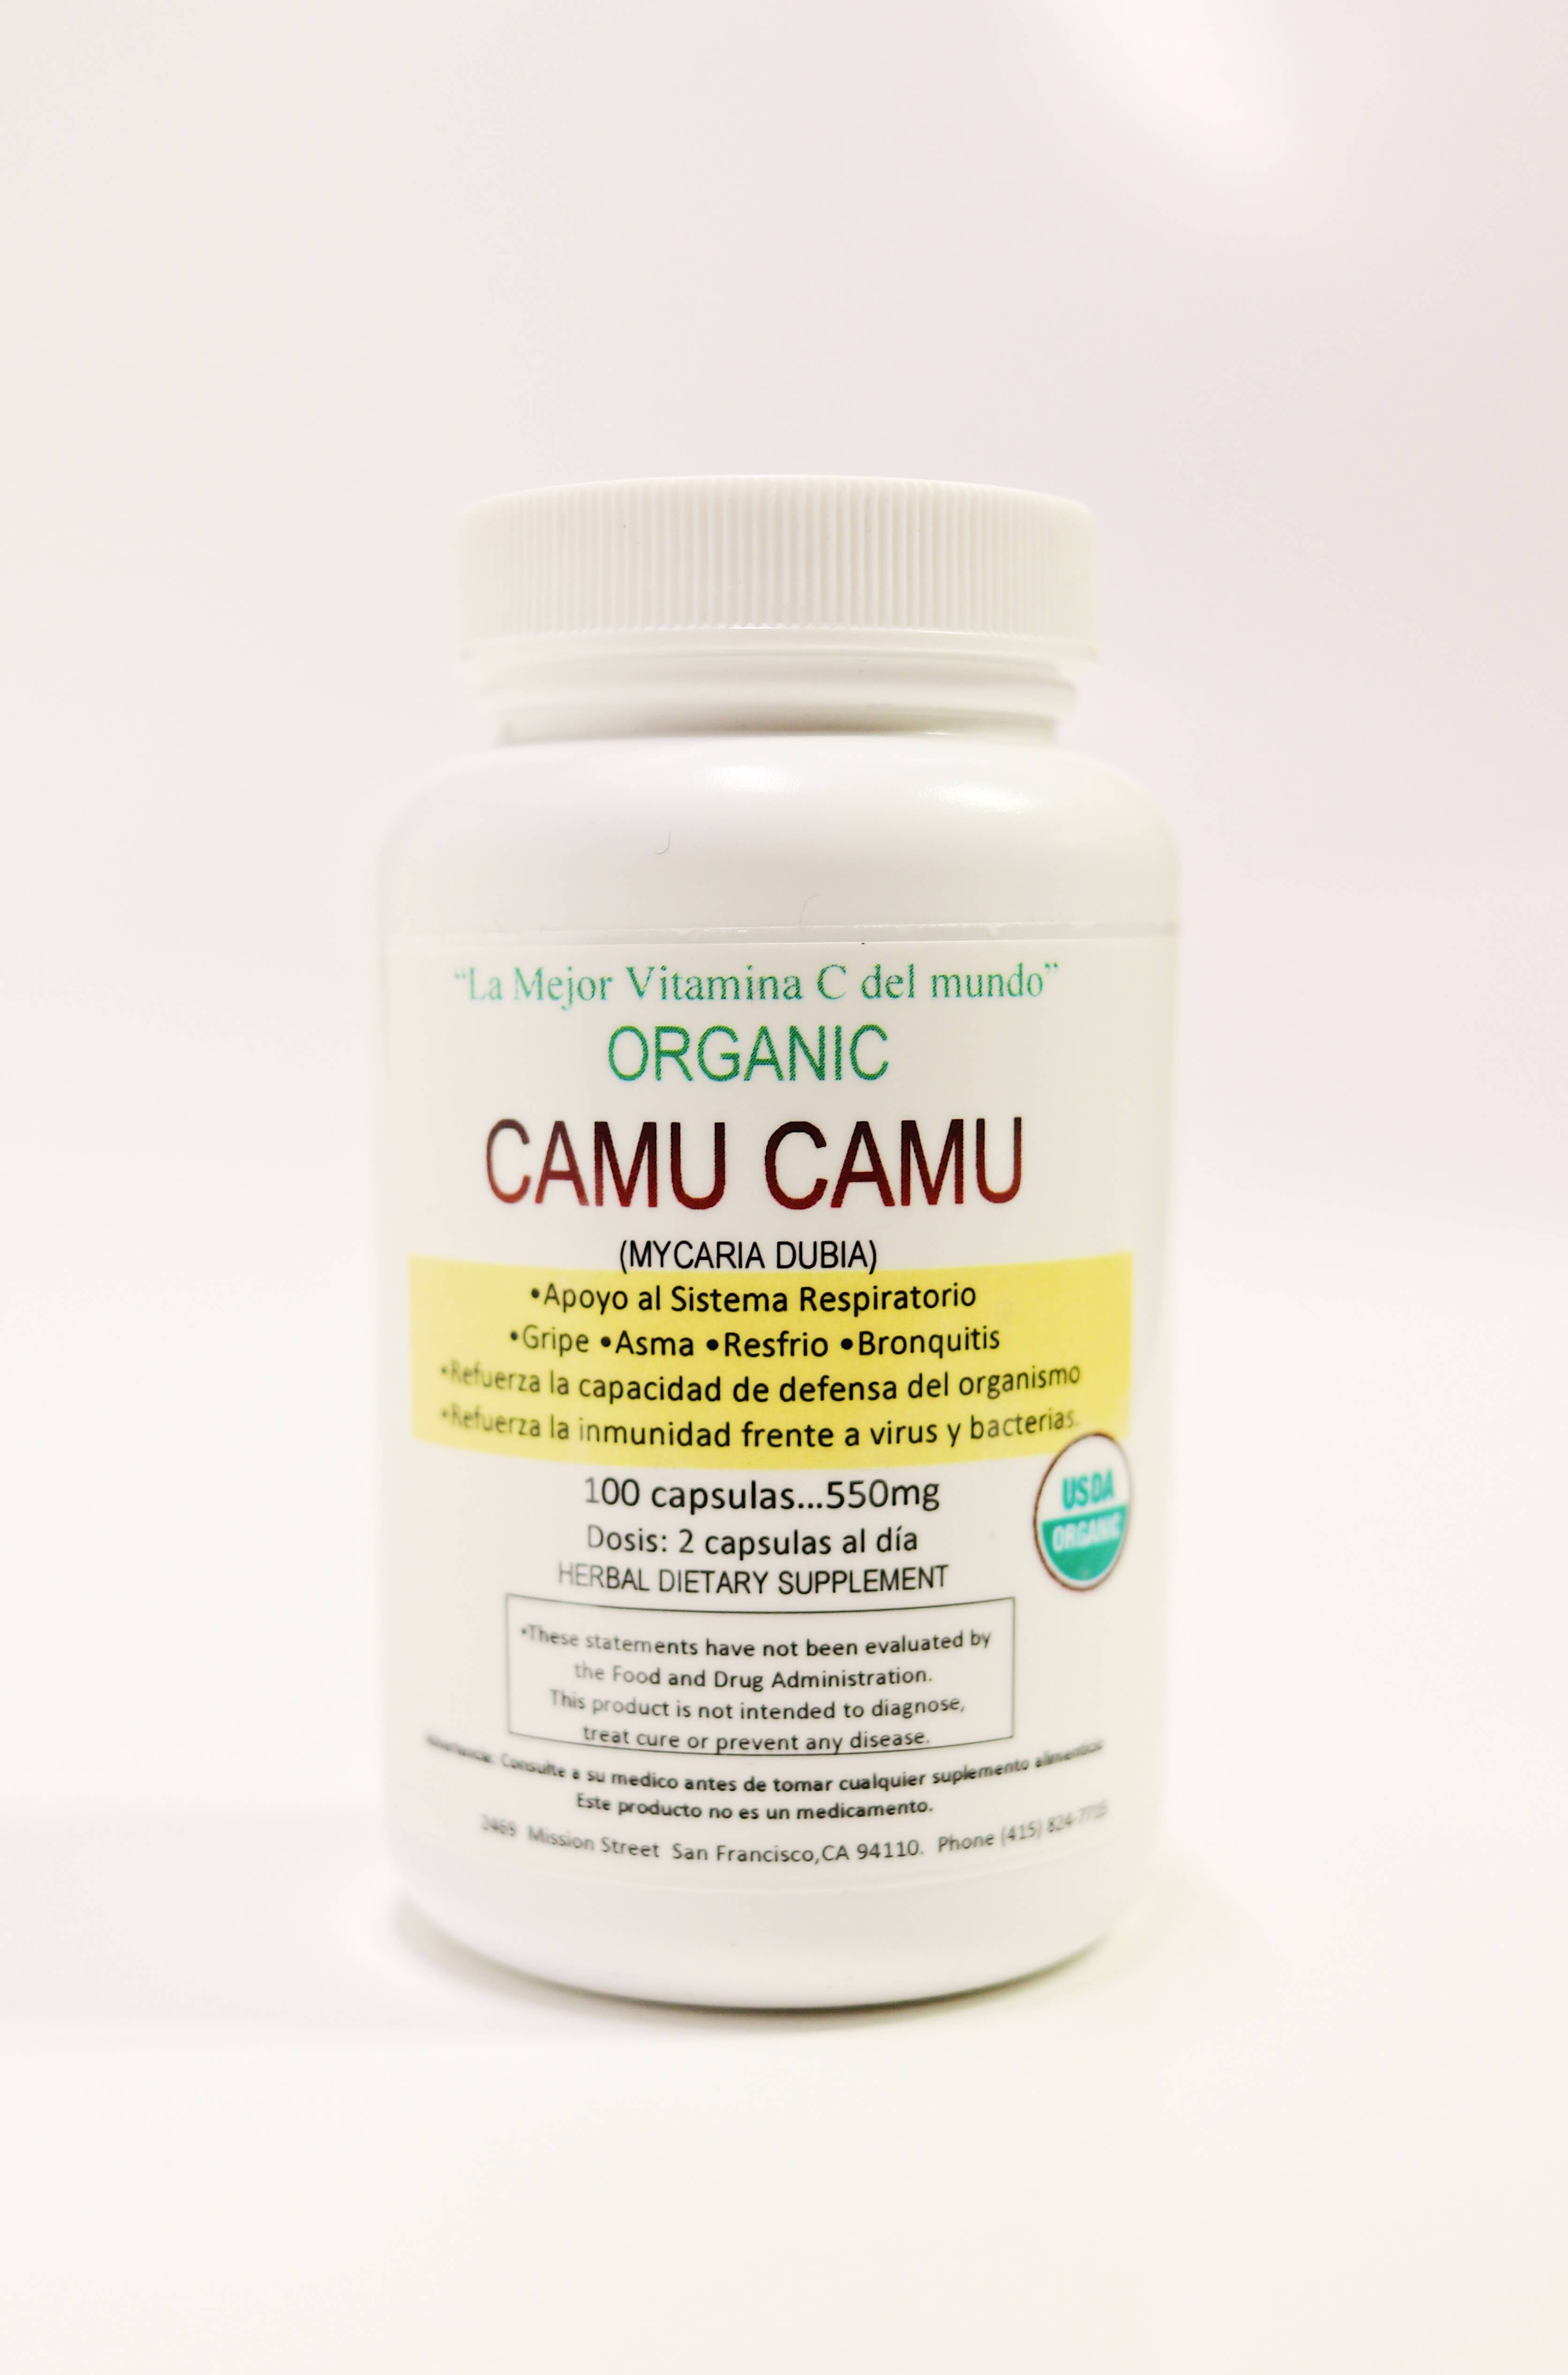 “La Mejor Vitamina C del mundo”
ORGANIC
CAMU CAMU
(MYCARIA DUBIA)
•Apoyo al Sistema Respiratorio
•Gripe •Asma •Resfrio •Bronquitis
•Refuerza la capacidad de defensa del organismo
•Refuerza la inmunidad frente a virus y bacterias.
100 capsulas...550mg
Dosis: 2 capsulas al día
HERBAL DIETARY SUPPLEMENT
USDA
ORGANIC
•These statements have not been evaluated by
the Food and Drug Administration.
This product is not intended to diagnose,
treat cure or prevent any disease.
Consulte a su medico antes de tomar cualquier suplemento
Este producto no es un medicamento.
Mission Street San Francisco,CA 94110. Phone (415)